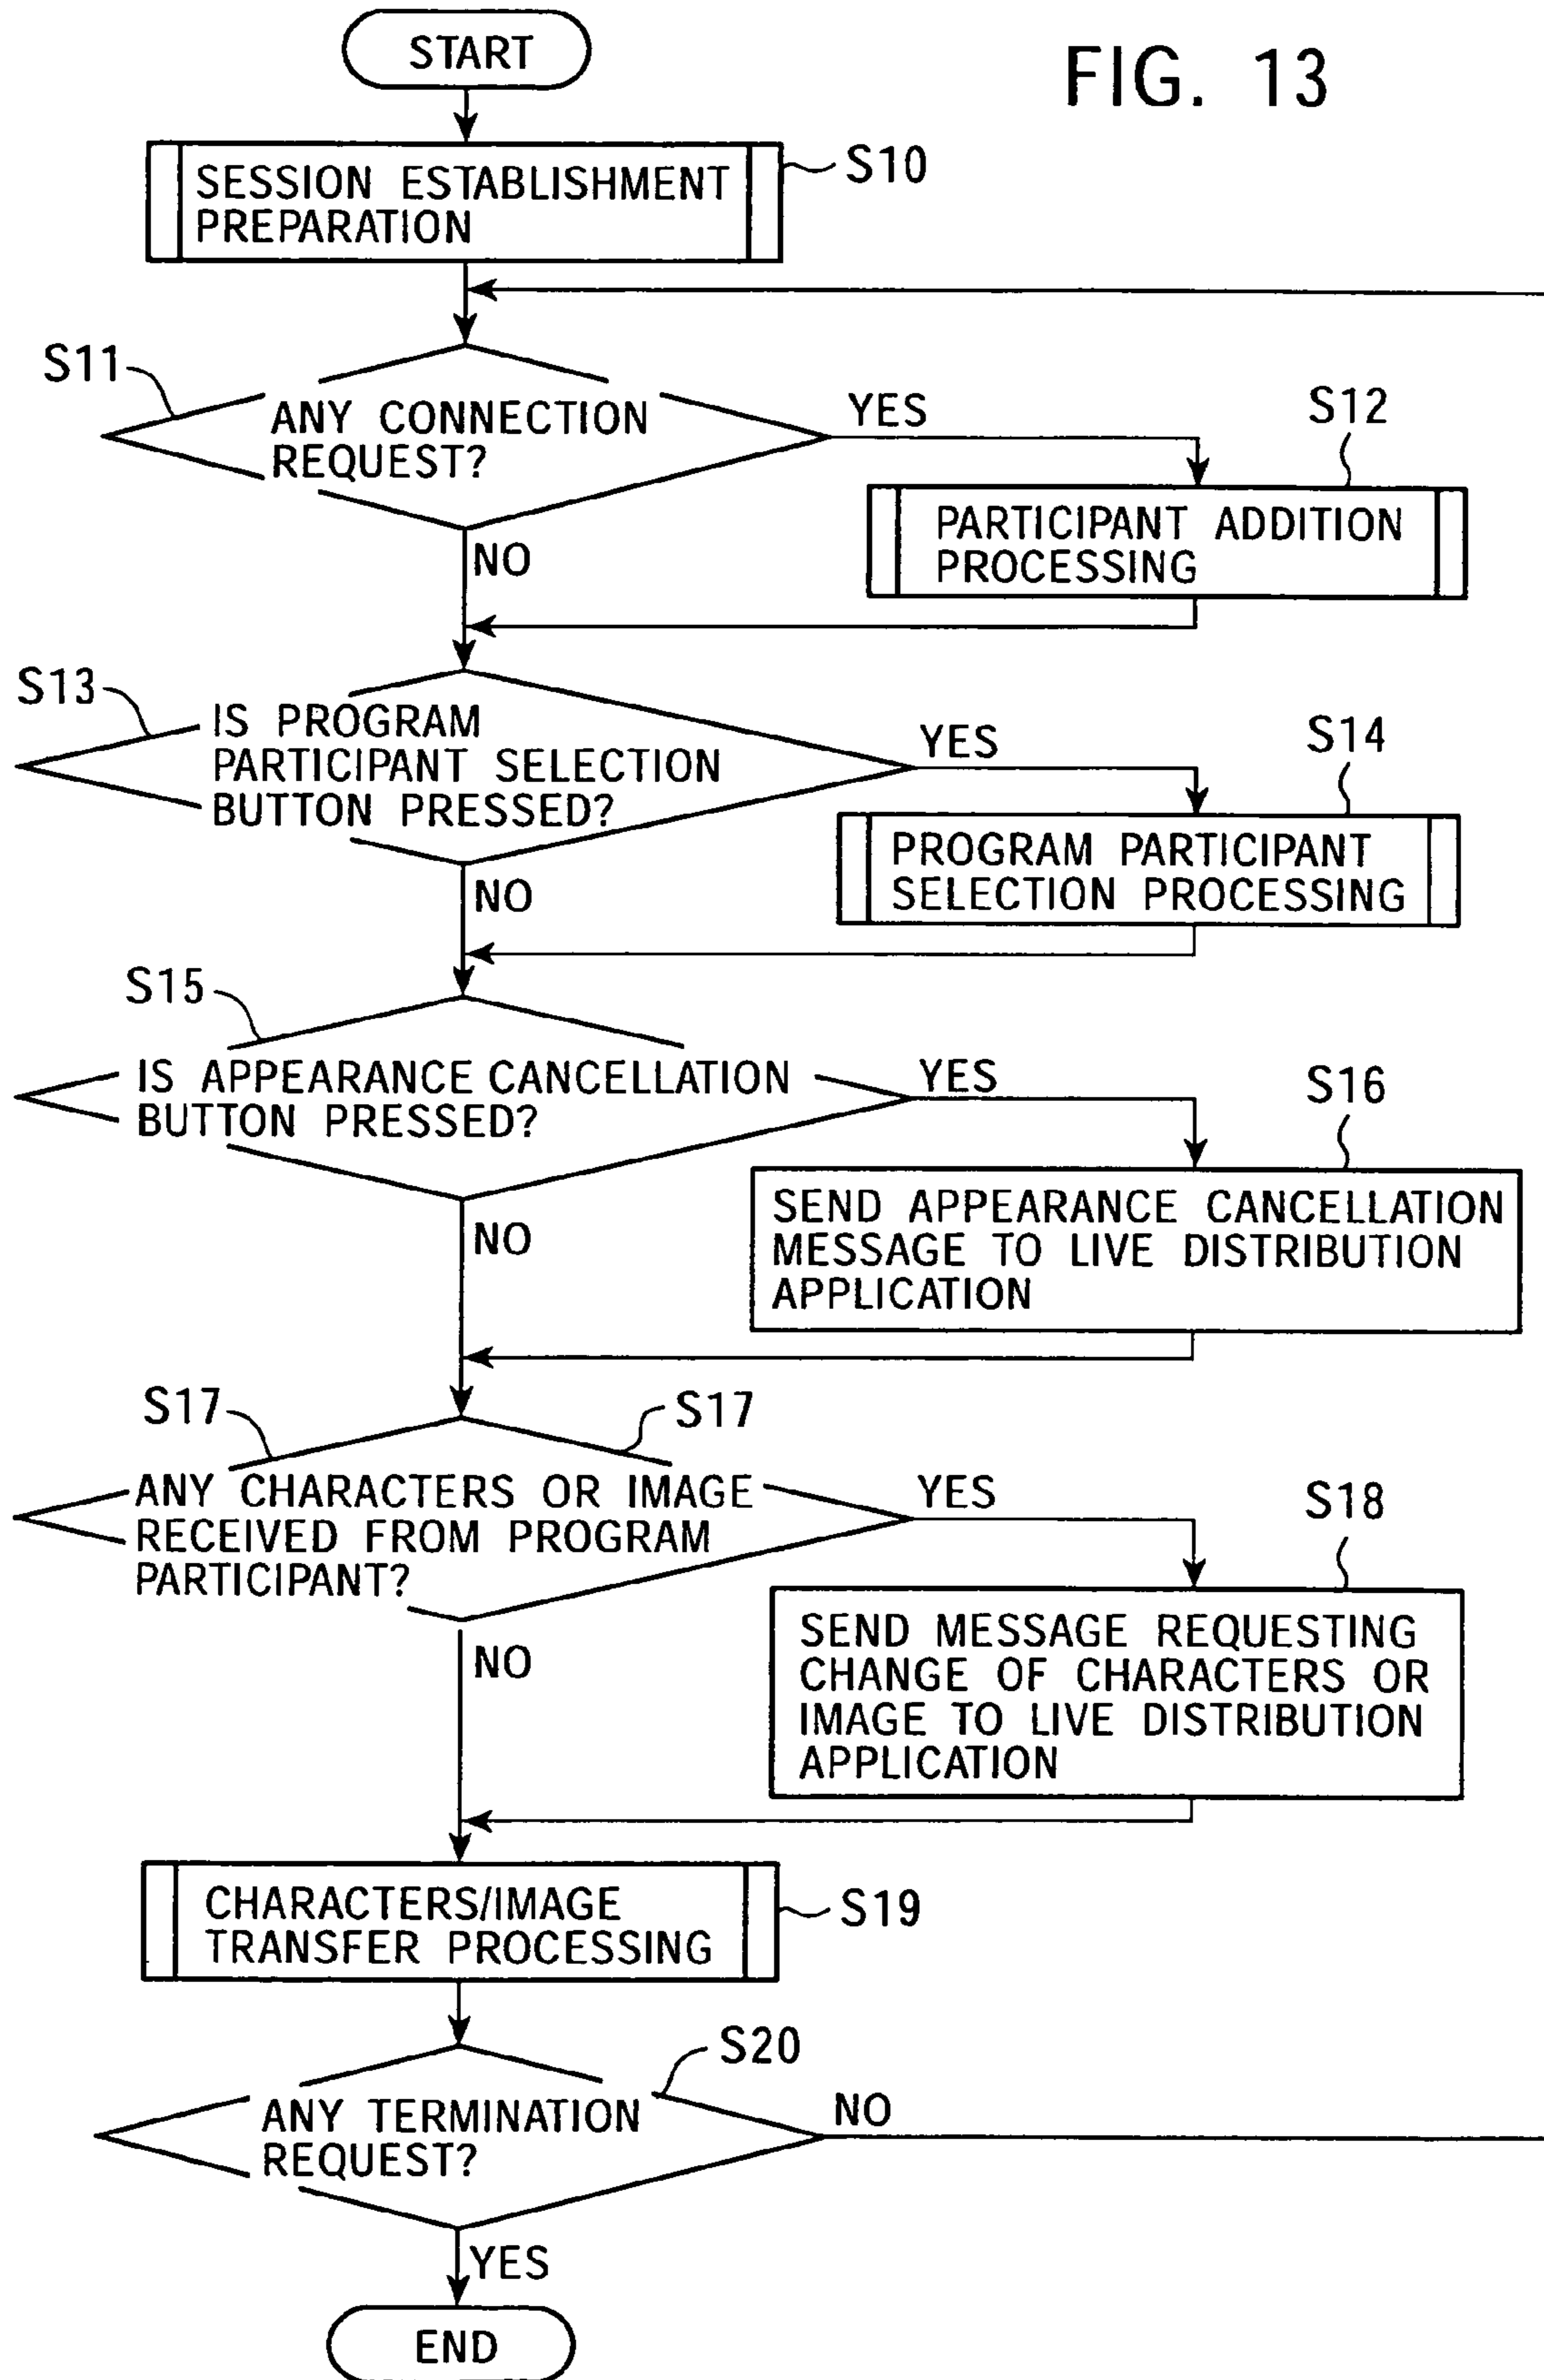 START
FIG. 13
SESSION ESTABLISHMENT
PREPARATION
S10
S11
ANY CONNECTION
REQUEST?
YES
S12
PARTICIPANT ADDITION
PROCESSING
NO
S13
IS PROGRAM
PARTICIPANT SELECTION
BUTTON PRESSED?
YES
S14
PROGRAM PARTICIPANT
SELECTION PROCESSING
NO
S15
IS APPEARANCE CANCELLATION
BUTTON PRESSED?
YES
S16
SEND APPEARANCE CANCELLATION
MESSAGE TO LIVE DISTRIBUTION
APPLICATION
NO
S17
S17
ANY CHARACTERS OR IMAGE
RECEIVED FROM PROGRAM
PARTICIPANT?
YES
S18
SEND MESSAGE REQUESTING
CHANGE OF CHARACTERS OR
IMAGE TO LIVE DISTRIBUTION
APPLICATION
NO
CHARACTERS/IMAGE
TRANSFER PROCESSING
S19
S20
ANY TERMINATION
REQUEST?
NO
YES
END